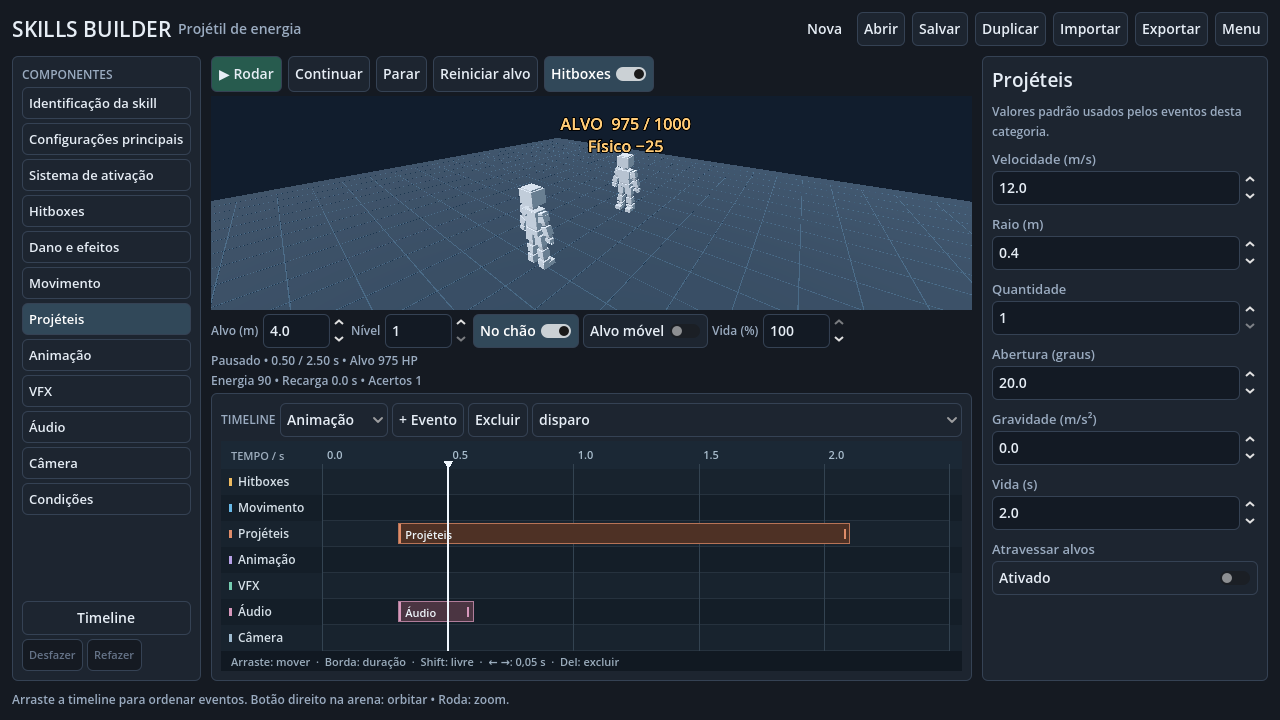 SKILLS BUILDER Projétil de energia Nova Abrir Salvar Duplicar Importar Exportar Menu
COMPONENTES
Identificação da skill
Configurações principais
Sistema de ativação
Hitboxes
Dano e efeitos
Movimento
Projéteis
Animação
VFX
Áudio
Câmera
Condições
Timeline
Desfazer Refazer
▶ Rodar Continuar Parar Reiniciar alvo Hitboxes
ALVO 975 / 1000
Físico −25
Alvo (m) 4.0 Nível 1 No chão Alvo móvel Vida (%) 100
Pausado • 0.50 / 2.50 s • Alvo 975 HP
Energia 90 • Recarga 0.0 s • Acertos 1
TIMELINE Animação + Evento Excluir disparo
TEMPO / s 0.0 0.5 1.0 1.5 2.0
Hitboxes
Movimento
Projéteis Projéteis
Animação
VFX
Áudio Áudio
Câmera
Arraste: mover · Borda: duração · Shift: livre · ← →: 0,05 s · Del: excluir
Projéteis
Valores padrão usados pelos eventos desta
categoria.
Velocidade (m/s)
12.0
Raio (m)
0.4
Quantidade
1
Abertura (graus)
20.0
Gravidade (m/s²)
0.0
Vida (s)
2.0
Atravessar alvos
Ativado
Arraste a timeline para ordenar eventos. Botão direito na arena: orbitar • Roda: zoom.